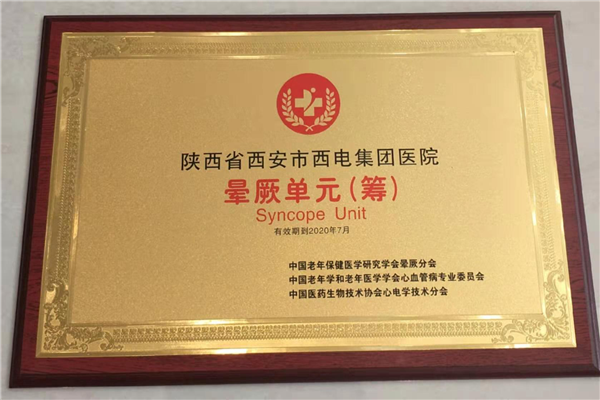 陕西省西安市西电集团医院
晕厥单元(筹)
Syncope Unit
有效期到2020年7月
中国老年保健医学研究学会晕厥分会
中国老年学和老年医学学会心血管病专业委员会
中国医药生物技术协会心电学技术分会